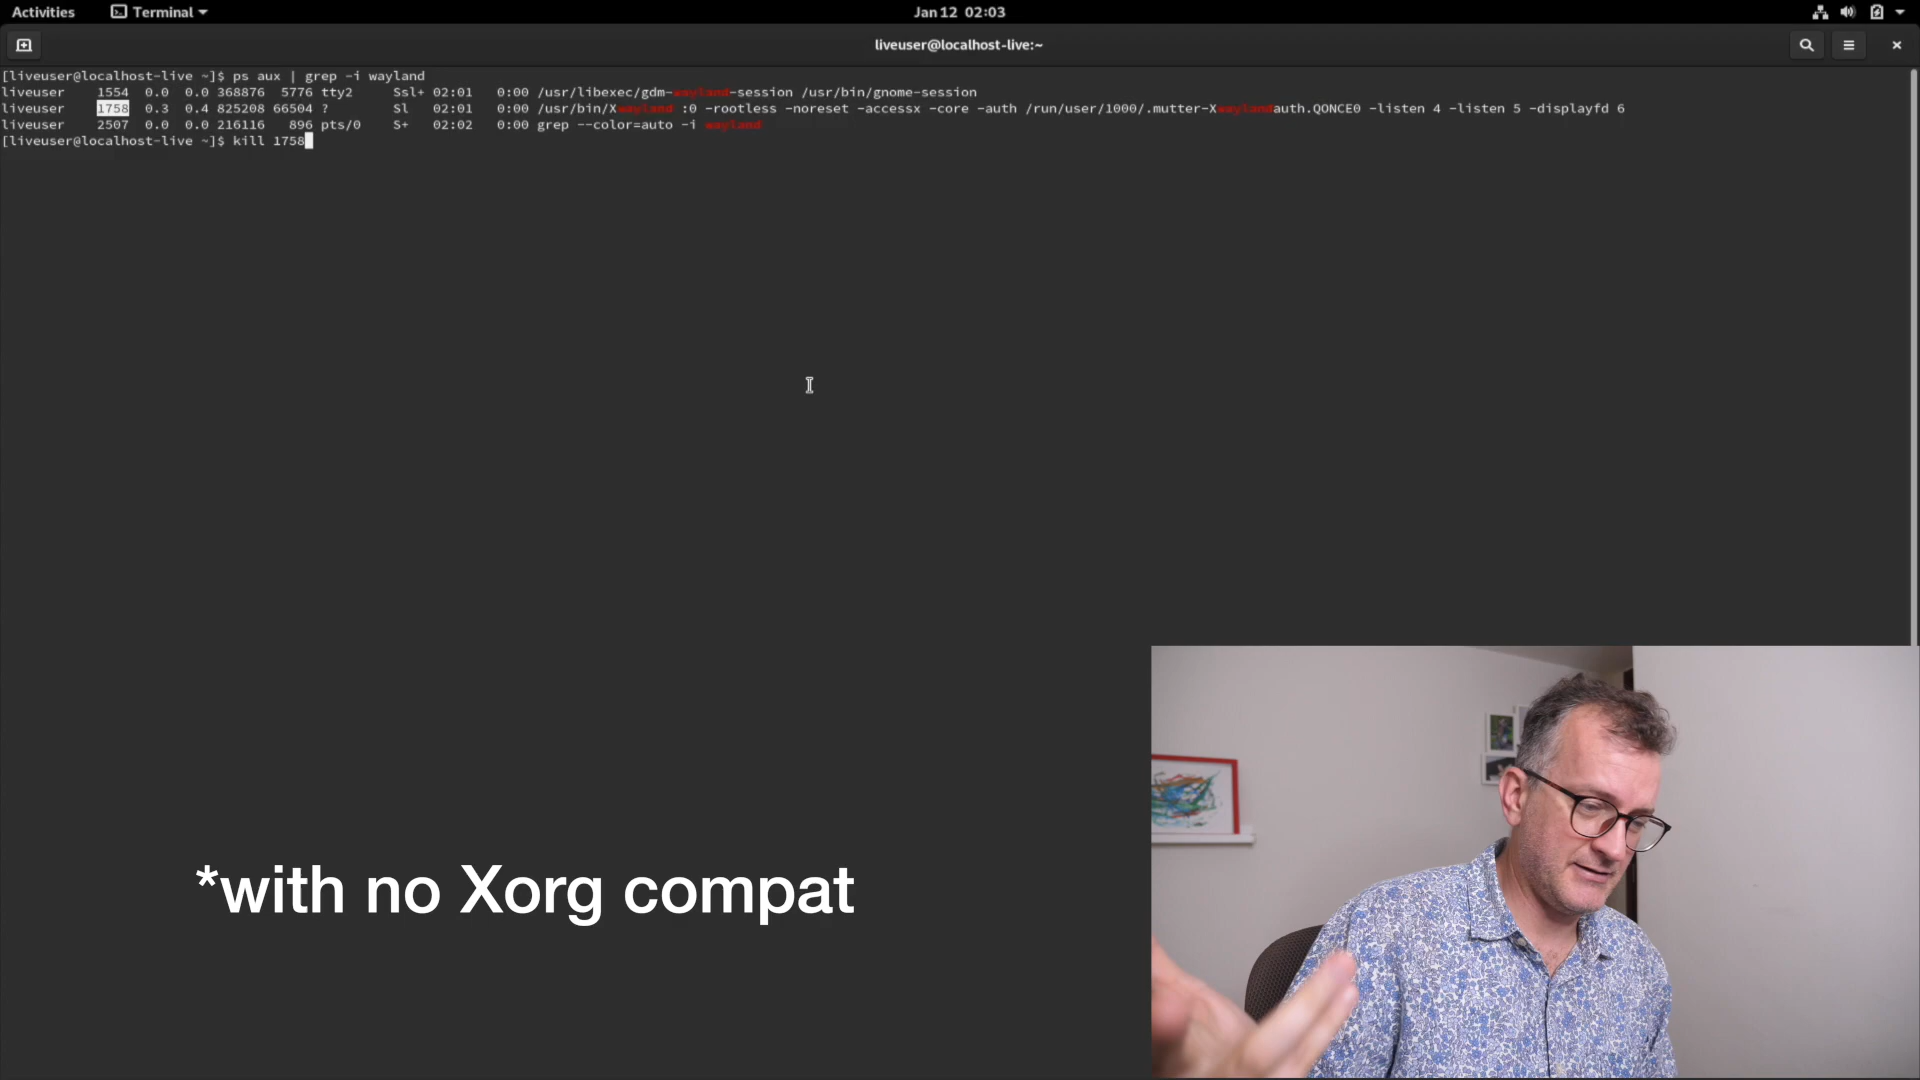 Activities Terminal Jan 12 02:03
liveuser@localhost-live:~
[liveuser@localhost-live ~]$ ps aux | grep -i wayland
liveuser 1554 0.0 0.0 368876 5776 tty2 Ssl+ 02:01 0:00 /usr/libexec/gdm-wayland-session /usr/bin/gnome-session
liveuser 1758 0.3 0.4 825208 66504 ? Sl 02:01 0:00 /usr/bin/Xwayland :0 -rootless -noreset -accessx -core -auth /run/user/1000/.mutter-Xwaylandauth.QONCE0 -listen 4 -listen 5 -displayfd 6
liveuser 2507 0.0 0.0 216116 896 pts/0 S+ 02:02 0:00 grep --color=auto -i wayland
[liveuser@localhost-live ~]$ kill 1758
*with no Xorg compat